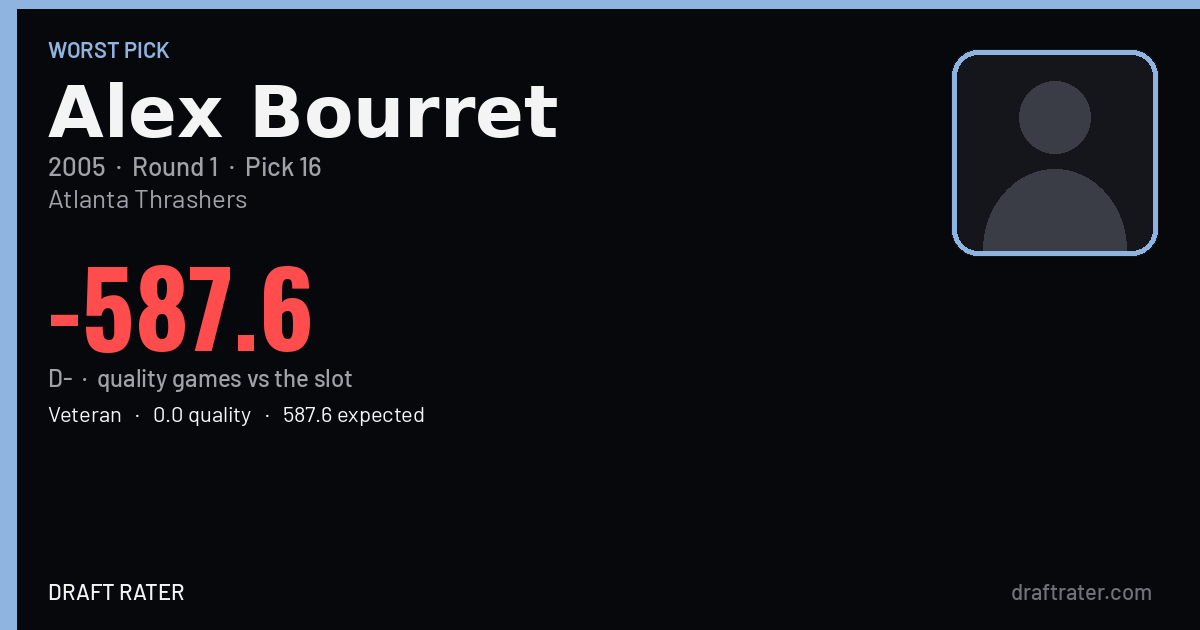 WORST PICK
Alex Bourret
2005 · Round 1 · Pick 16
Atlanta Thrashers
-587.6
D- · quality games vs the slot
Veteran · 0.0 quality · 587.6 expected
DRAFT RATER
draftrater.com